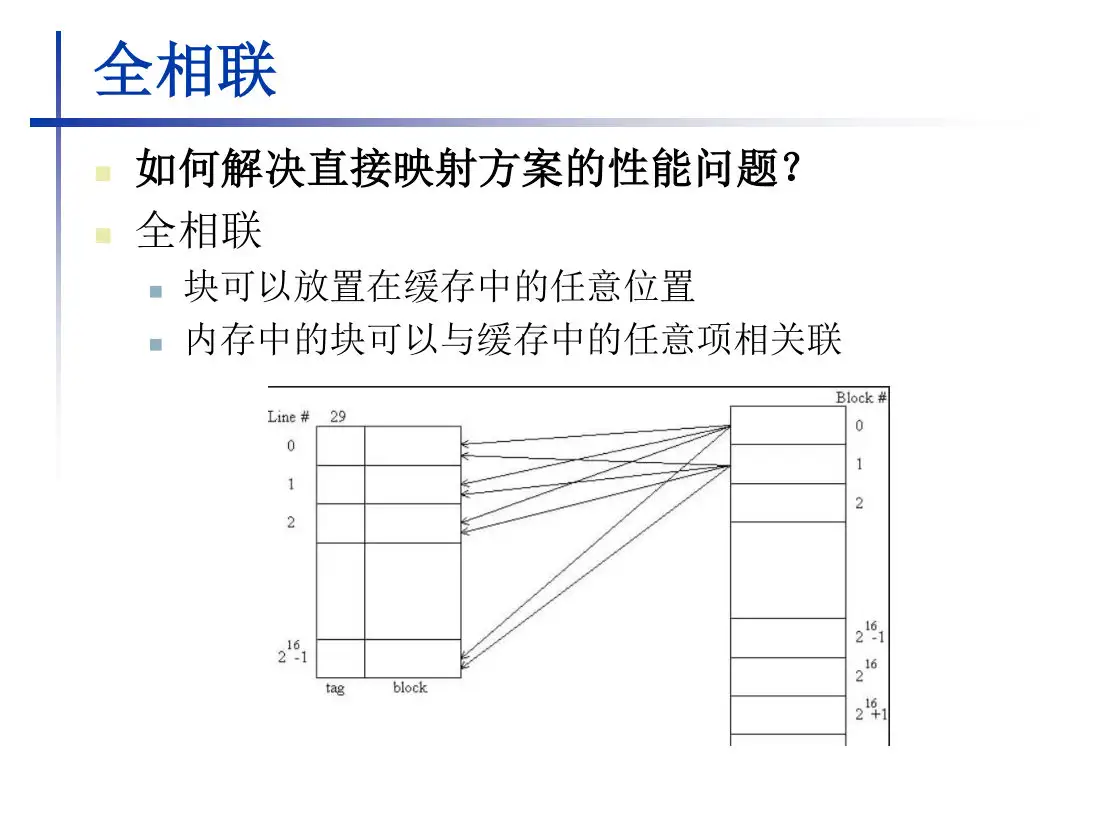 全相联
如何解决直接映射方案的性能问题？
全相联
块可以放置在缓存中的任意位置
内存中的块可以与缓存中的任意项相关联
Block #
Line # 29
0
1
2
2^16-1
tag block
0
1
2
2^16-1
2^16
2^16+1